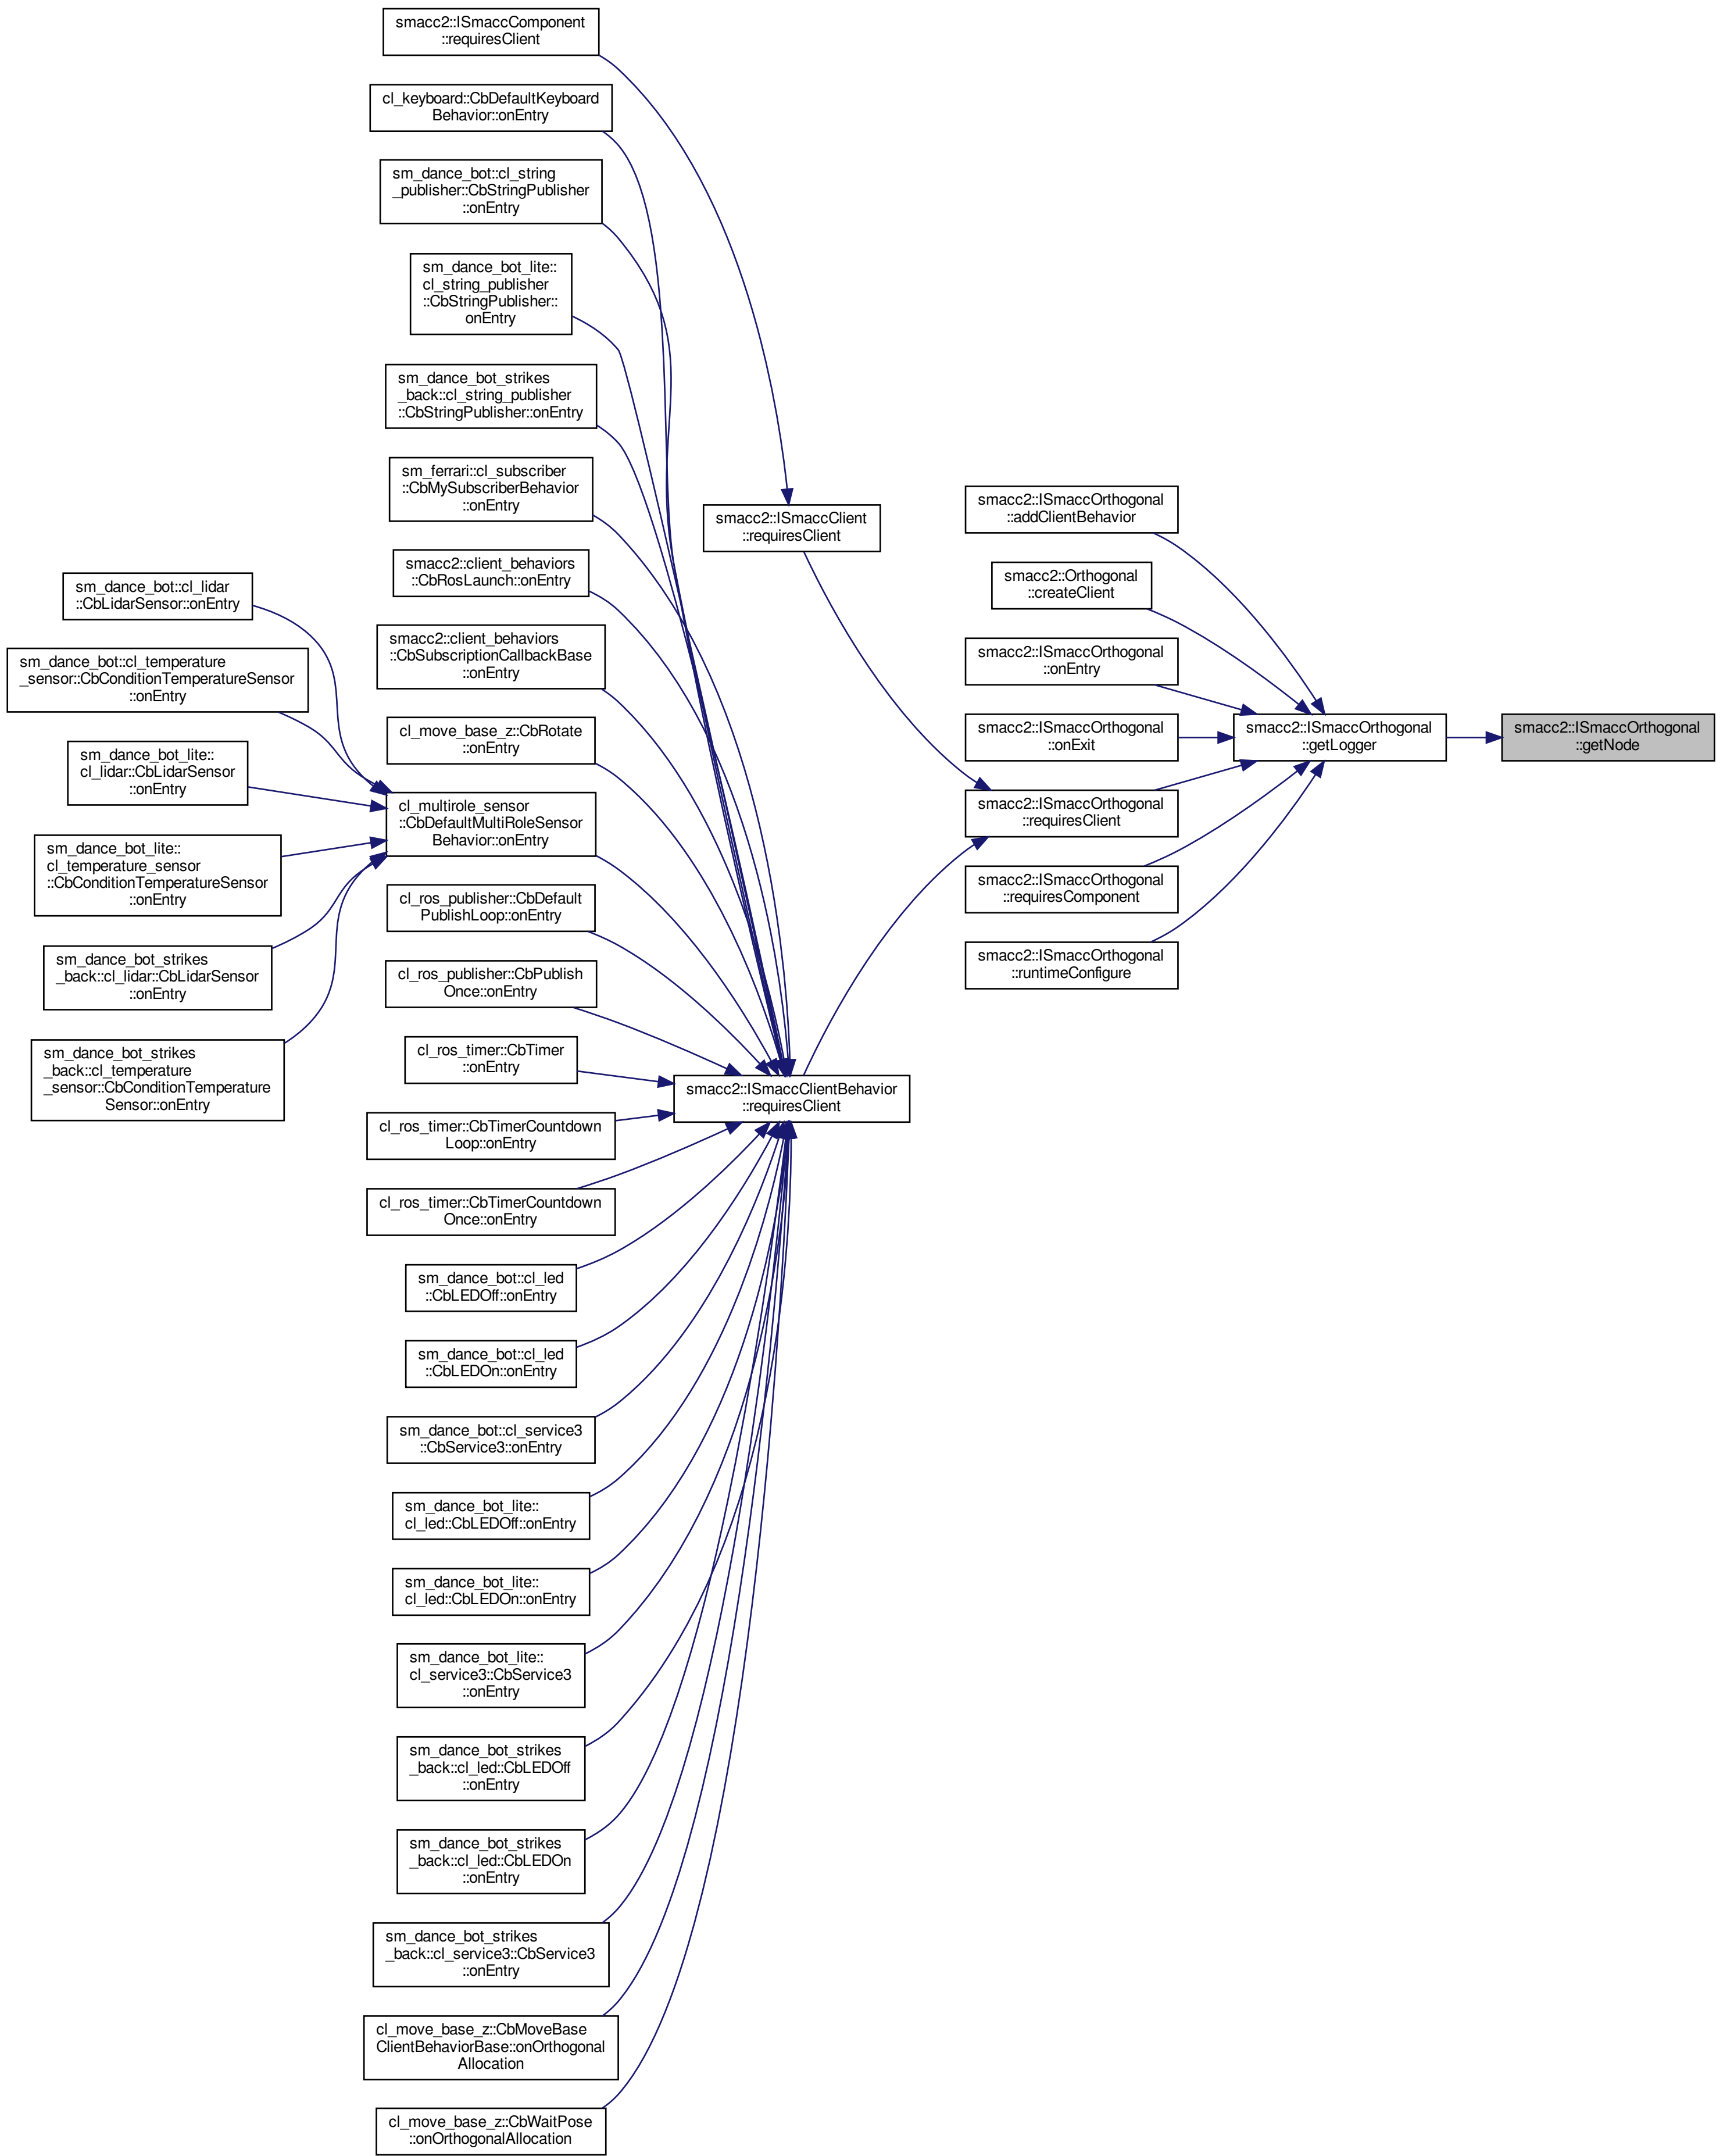 smacc2::ISmaccComponent
::requiresClient
cl_keyboard::CbDefaultKeyboard
Behavior::onEntry
sm_dance_bot::cl_string
_publisher::CbStringPublisher
::onEntry
sm_dance_bot_lite::
cl_string_publisher
::CbStringPublisher::
onEntry
sm_dance_bot_strikes
_back::cl_string_publisher
::CbStringPublisher::onEntry
sm_ferrari::cl_subscriber
::CbMySubscriberBehavior
::onEntry
smacc2::client_behaviors
::CbRosLaunch::onEntry
smacc2::client_behaviors
::CbSubscriptionCallbackBase
::onEntry
cl_move_base_z::CbRotate
::onEntry
cl_multirole_sensor
::CbDefaultMultiRoleSensor
Behavior::onEntry
cl_ros_publisher::CbDefault
PublishLoop::onEntry
cl_ros_publisher::CbPublish
Once::onEntry
cl_ros_timer::CbTimer
::onEntry
cl_ros_timer::CbTimerCountdown
Loop::onEntry
cl_ros_timer::CbTimerCountdown
Once::onEntry
sm_dance_bot::cl_led
::CbLEDOff::onEntry
sm_dance_bot::cl_led
::CbLEDOn::onEntry
sm_dance_bot::cl_service3
::CbService3::onEntry
sm_dance_bot_lite::
cl_led::CbLEDOff::onEntry
sm_dance_bot_lite::
cl_led::CbLEDOn::onEntry
sm_dance_bot_lite::
cl_service3::CbService3
::onEntry
sm_dance_bot_strikes
_back::cl_led::CbLEDOff
::onEntry
sm_dance_bot_strikes
_back::cl_led::CbLEDOn
::onEntry
sm_dance_bot_strikes
_back::cl_service3::CbService3
::onEntry
cl_move_base_z::CbMoveBase
ClientBehaviorBase::onOrthogonal
Allocation
cl_move_base_z::CbWaitPose
::onOrthogonalAllocation
sm_dance_bot::cl_lidar
::CbLidarSensor::onEntry
sm_dance_bot::cl_temperature
_sensor::CbConditionTemperatureSensor
::onEntry
sm_dance_bot_lite::
cl_lidar::CbLidarSensor
::onEntry
sm_dance_bot_lite::
cl_temperature_sensor
::CbConditionTemperatureSensor
::onEntry
sm_dance_bot_strikes
_back::cl_lidar::CbLidarSensor
::onEntry
sm_dance_bot_strikes
_back::cl_temperature
_sensor::CbConditionTemperature
Sensor::onEntry
smacc2::ISmaccClient
::requiresClient
smacc2::ISmaccClientBehavior
::requiresClient
smacc2::ISmaccOrthogonal
::addClientBehavior
smacc2::Orthogonal
::createClient
smacc2::ISmaccOrthogonal
::onEntry
smacc2::ISmaccOrthogonal
::onExit
smacc2::ISmaccOrthogonal
::requiresClient
smacc2::ISmaccOrthogonal
::requiresComponent
smacc2::ISmaccOrthogonal
::runtimeConfigure
smacc2::ISmaccOrthogonal
::getLogger
smacc2::ISmaccOrthogonal
::getNode